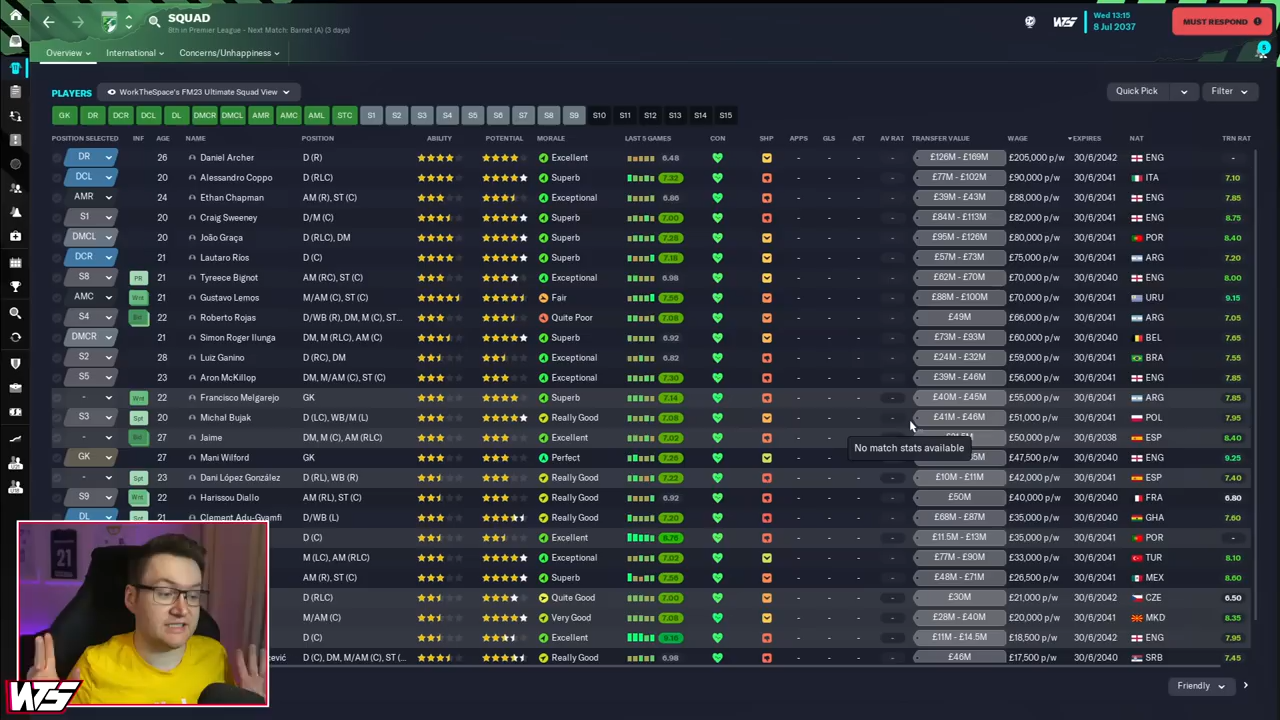 SQUAD
8th in Premier League - Next Match: Barnet (A) (3 days)
WTS
Wed 13:15
8 Jul 2037
MUST RESPOND
5
Overview
International
Concerns/Unhappiness
PLAYERS
WorkTheSpace's FM23 Ultimate Squad View
Quick Pick
Filter
GK DR DCR DCL DL DMCR DMCL AMR AMC AML STC S1 S2 S3 S4 S5 S6 S7 S8 S9 S10 S11 S12 S13 S14 S15
POSITION SELECTED INF AGE NAME POSITION ABILITY POTENTIAL MORALE LAST 5 GAMES CON SHP APPS GLS AST AV RAT TRANSFER VALUE WAGE EXPIRES NAT TRN RAT
DR 26 Daniel Archer D (R) Excellent 6.48 - - - - £126M - £169M £205,000 p/w 30/6/2042 ENG -
DCL 20 Alessandro Coppo D (RLC) Superb 7.32 - - - - £77M - £102M £90,000 p/w 30/6/2041 ITA 7.10
AMR 24 Ethan Chapman AM (R), ST (C) Exceptional 6.86 - - - - £39M - £43M £88,000 p/w 30/6/2041 ENG 7.85
S1 20 Craig Sweeney D/M (C) Superb 7.00 - - - - £84M - £113M £82,000 p/w 30/6/2041 ENG 8.75
DMCL 20 João Graça D (RLC), DM Superb 7.28 - - - - £95M - £126M £80,000 p/w 30/6/2041 POR 8.40
DCR 21 Lautaro Ríos D (C) Superb 7.18 - - - - £57M - £73M £75,000 p/w 30/6/2041 ARG 7.20
S8 PR 21 Tyreece Bignot AM (RC), ST (C) Exceptional 6.98 - - - - £62M - £70M £70,000 p/w 30/6/2040 ENG 8.00
AMC Wnt 21 Gustavo Lemos M/AM (C), ST (C) Fair 7.56 - - - - £88M - £100M £70,000 p/w 30/6/2041 URU 9.15
S4 Bid 22 Roberto Rojas D/WB (R), DM, M (C), ST... Quite Poor 7.08 - - - - £49M £66,000 p/w 30/6/2041 ARG 7.05
DMCR 21 Simon Roger Ilunga DM, M (RLC), AM (C) Superb 6.92 - - - - £73M - £93M £60,000 p/w 30/6/2040 BEL 7.65
S2 28 Luiz Ganino D (RC), DM Exceptional 6.82 - - - - £24M - £32M £59,000 p/w 30/6/2041 BRA 7.55
S5 23 Aron McKillop DM, M/AM (C) Exceptional 7.30 - - - - £39M - £46M £56,000 p/w 30/6/2041 ENG 7.85
- Wnt 22 Francisco Melgarejo GK Superb 7.14 - - - - £40M - £45M £55,000 p/w 30/6/2041 ARG 7.85
S3 Spt 20 Michal Bujak D (LC), WB/M (L) Really Good 7.08 - - - - £41M - £46M £51,000 p/w 30/6/2041 POL 7.95
- Bid 27 Jaime DM, M (C), AM (RLC) Excellent 7.02 - - - - £50,000 p/w 30/6/2038 ESP 8.40
No match stats available
GK 27 Mani Wilford GK Perfect 7.26 - - £47,500 p/w 30/6/2041 ENG 9.25
- Spt 23 Dani López González D (RL), WB (R) Really Good 7.22 - - - - £10M - £11M £42,000 p/w 30/6/2041 ESP 7.40
S9 Wnt 22 Harissou Diallo AM (RL), ST (C) Really Good 6.92 - - - - £50M £40,000 p/w 30/6/2040 FRA 6.80
DL Spt 21 Clement Adu-Gyamfi D/WB (L) Really Good - - - - £68M - £87M £35,000 p/w 30/6/2040 GHA 7.60
D (C) Excellent 8.76 - - - - £11.5M - £13M £35,000 p/w 30/6/2042 POR -
M (LC), AM (RLC) Exceptional 7.02 - - - - £77M - £90M £33,000 p/w 30/6/2041 TUR 8.10
AM (R), ST (C) Superb 7.56 - - - - £48M - £71M £26,500 p/w 30/6/2041 MEX 8.60
D (RLC) Quite Good 7.00 - - - - £30M £21,000 p/w 30/6/2042 CZE 6.50
M/AM (C) Very Good 7.08 - - - - £28M - £40M £20,000 p/w 30/6/2041 MKD 8.35
D (C) Excellent 8.16 - - - - £11M - £14.5M £18,500 p/w 30/6/2042 ENG 7.95
cević D (C), DM, M/AM (C), ST (... Really Good 6.98 - - - - £46M £17,500 p/w 30/6/2040 SRB 7.45
21
WTS
Friendly